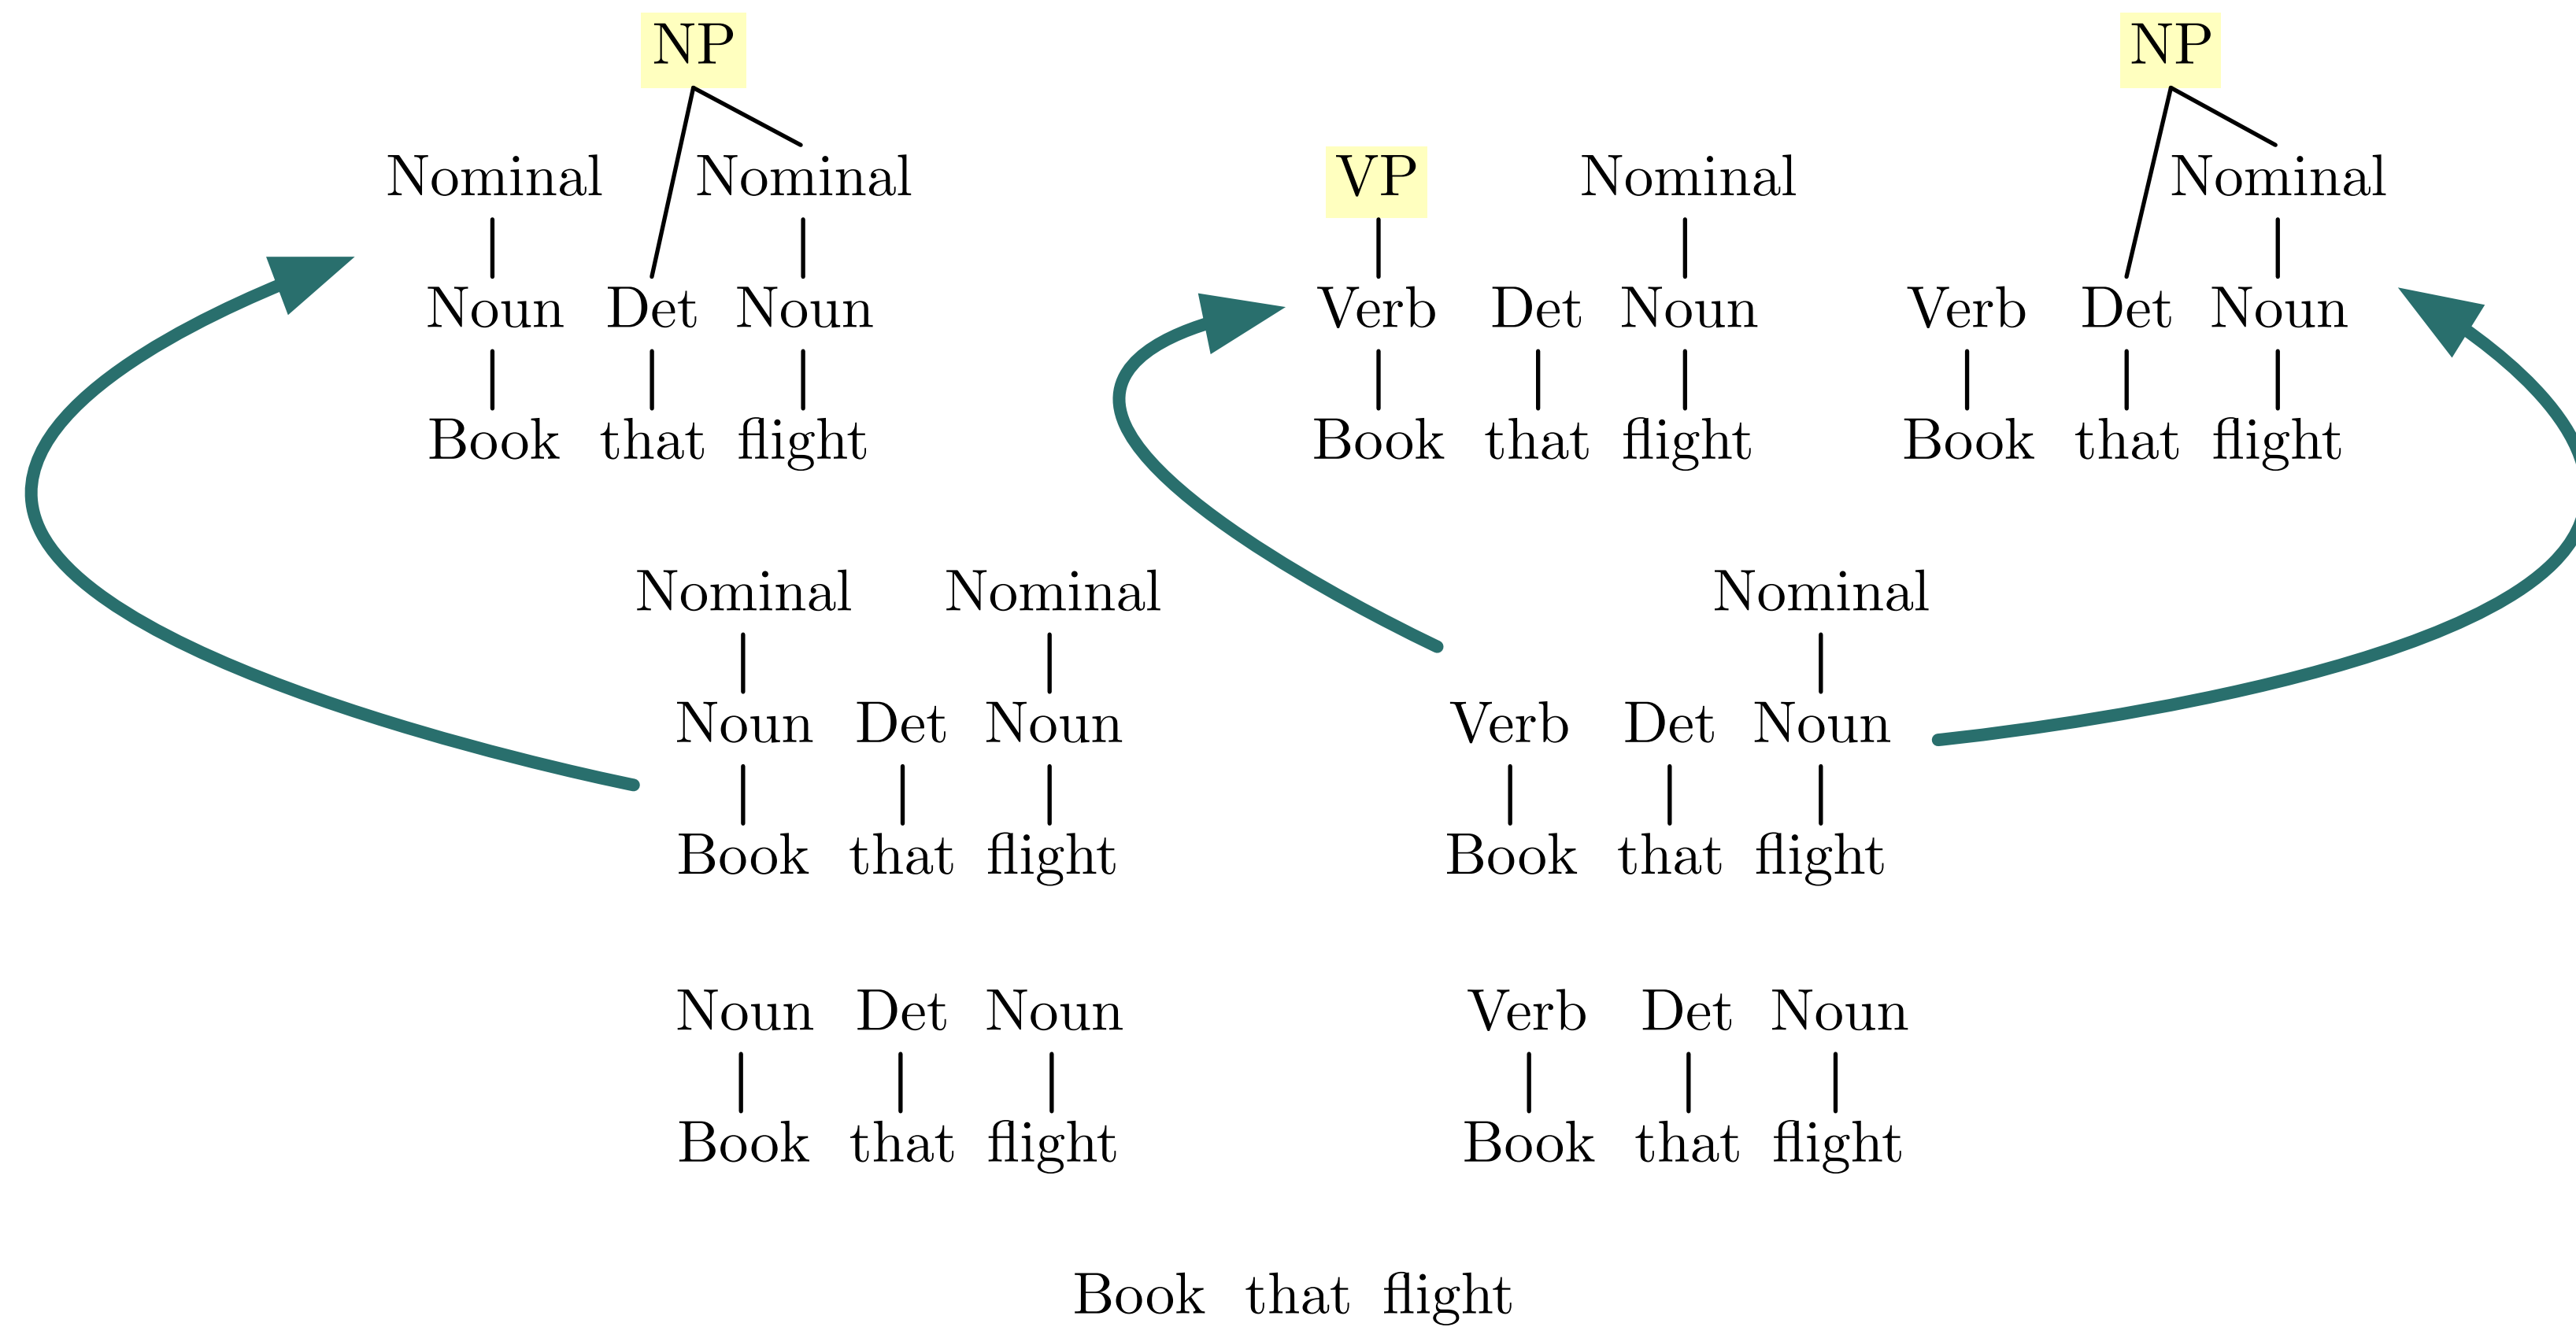 NP NP
Nominal Nominal VP Nominal Nominal
Noun Det Noun Verb Det Noun Verb Det Noun
Book that flight Book that flight Book that flight
Nominal Nominal Nominal
Noun Det Noun Verb Det Noun
Book that flight Book that flight
Noun Det Noun Verb Det Noun
Book that flight Book that flight
Book that flight